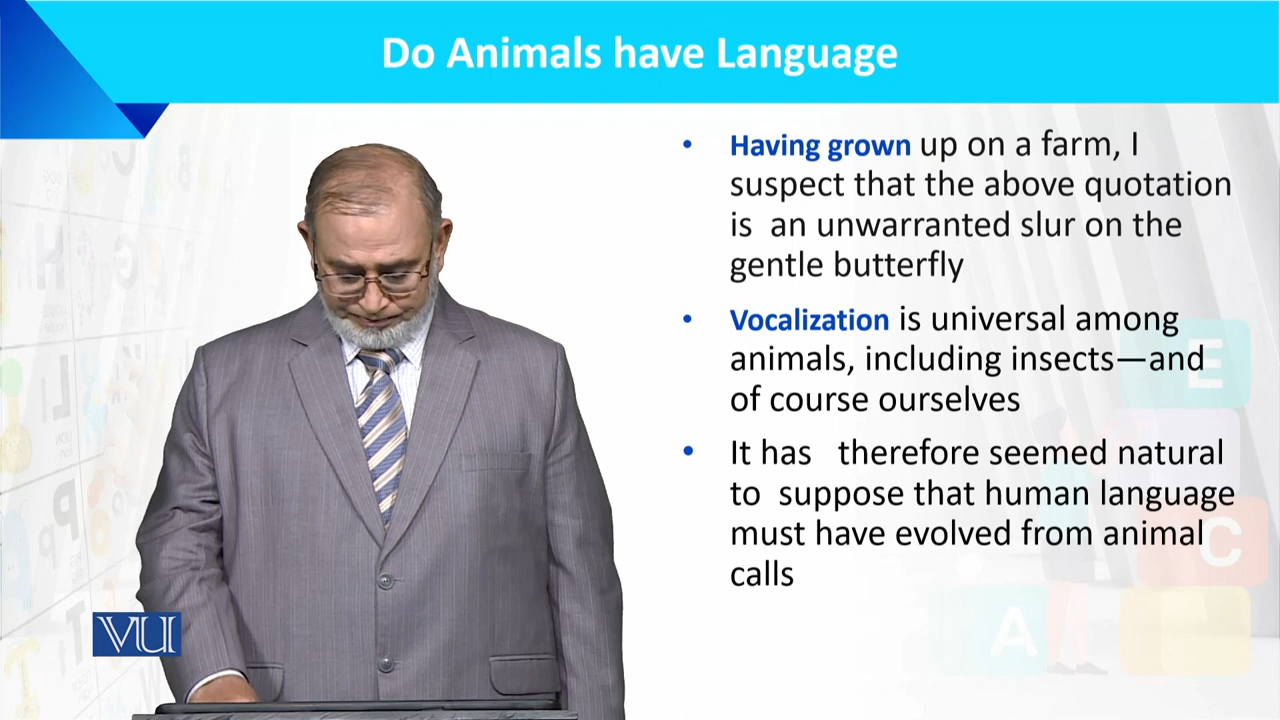 Do Animals have Language
• Having grown up on a farm, I
suspect that the above quotation
is an unwarranted slur on the
gentle butterfly
• Vocalization is universal among
animals, including insects—and
of course ourselves
• It has therefore seemed natural
to suppose that human language
must have evolved from animal
calls
VU
E
C
A